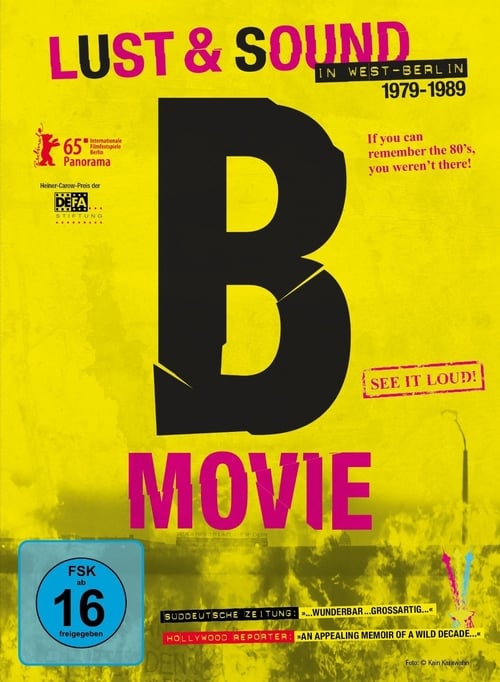 LUST & SOUND
IN WEST-BERLIN
1979-1989
B
MOVIE
Berlinale
65 Internationale
Filmfestspiele
Berlin
Panorama
Heiner-Carow-Preis der
DEFA
STIFTUNG
If you can
remember the 80's,
you weren't there!
SEE IT LOUD!
FSK
ab
16
freigegeben
SÜDDEUTSCHE ZEITUNG: »...WUNDERBAR ...GROSSARTIG...«
HOLLYWOOD REPORTER: »AN APPEALING MEMOIR OF A WILD DECADE...«
Foto: ©